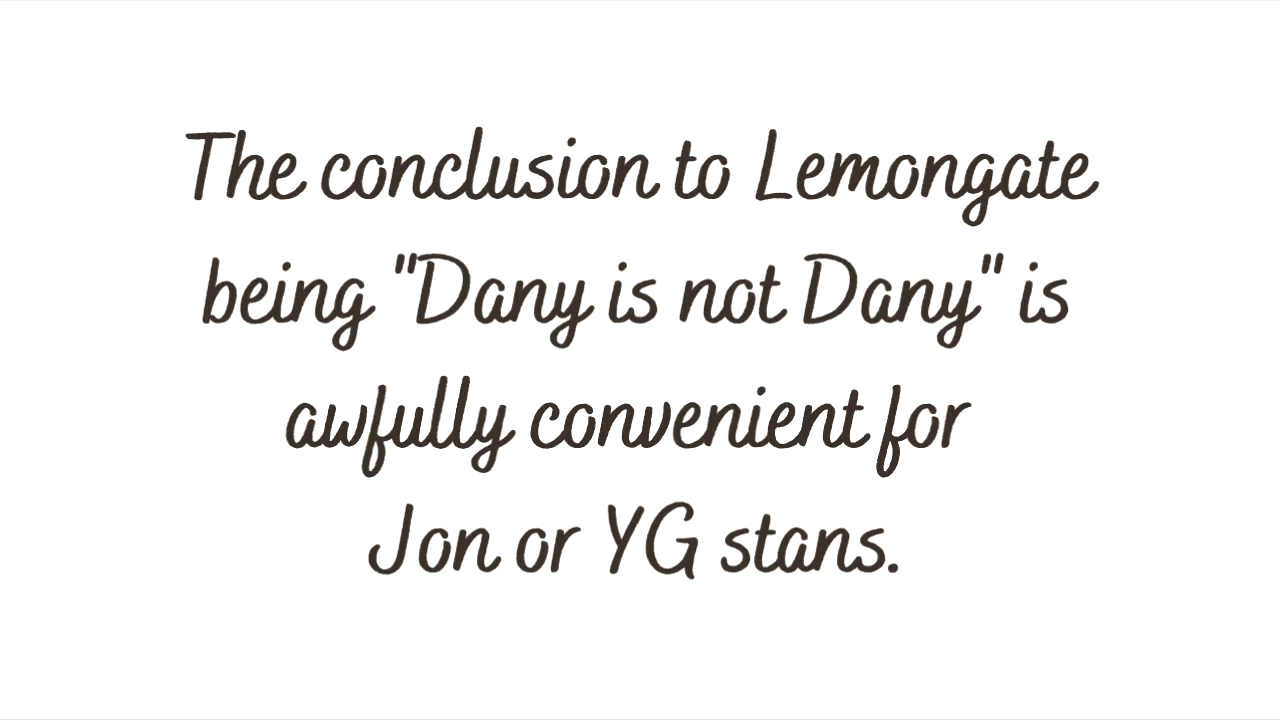 The conclusion to Lemongate
being "Dany is not Dany" is
awfully convenient for
Jon or YG stans.